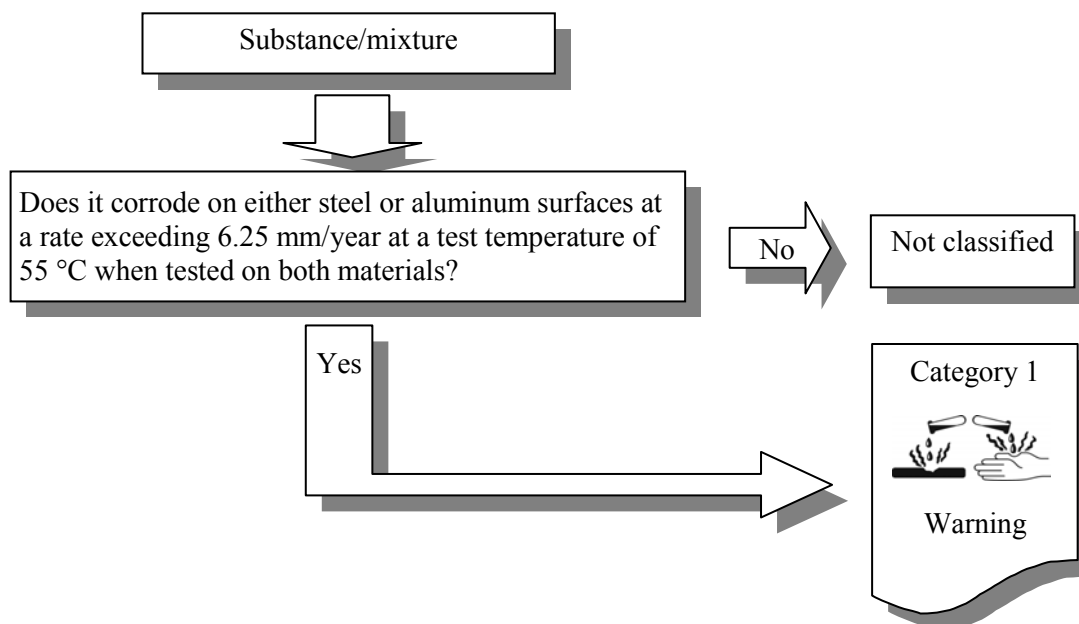 Substance/mixture
Does it corrode on either steel or aluminum surfaces at
a rate exceeding 6.25 mm/year at a test temperature of
55 °C when tested on both materials?
No
Not classified
Yes
Category 1
Warning